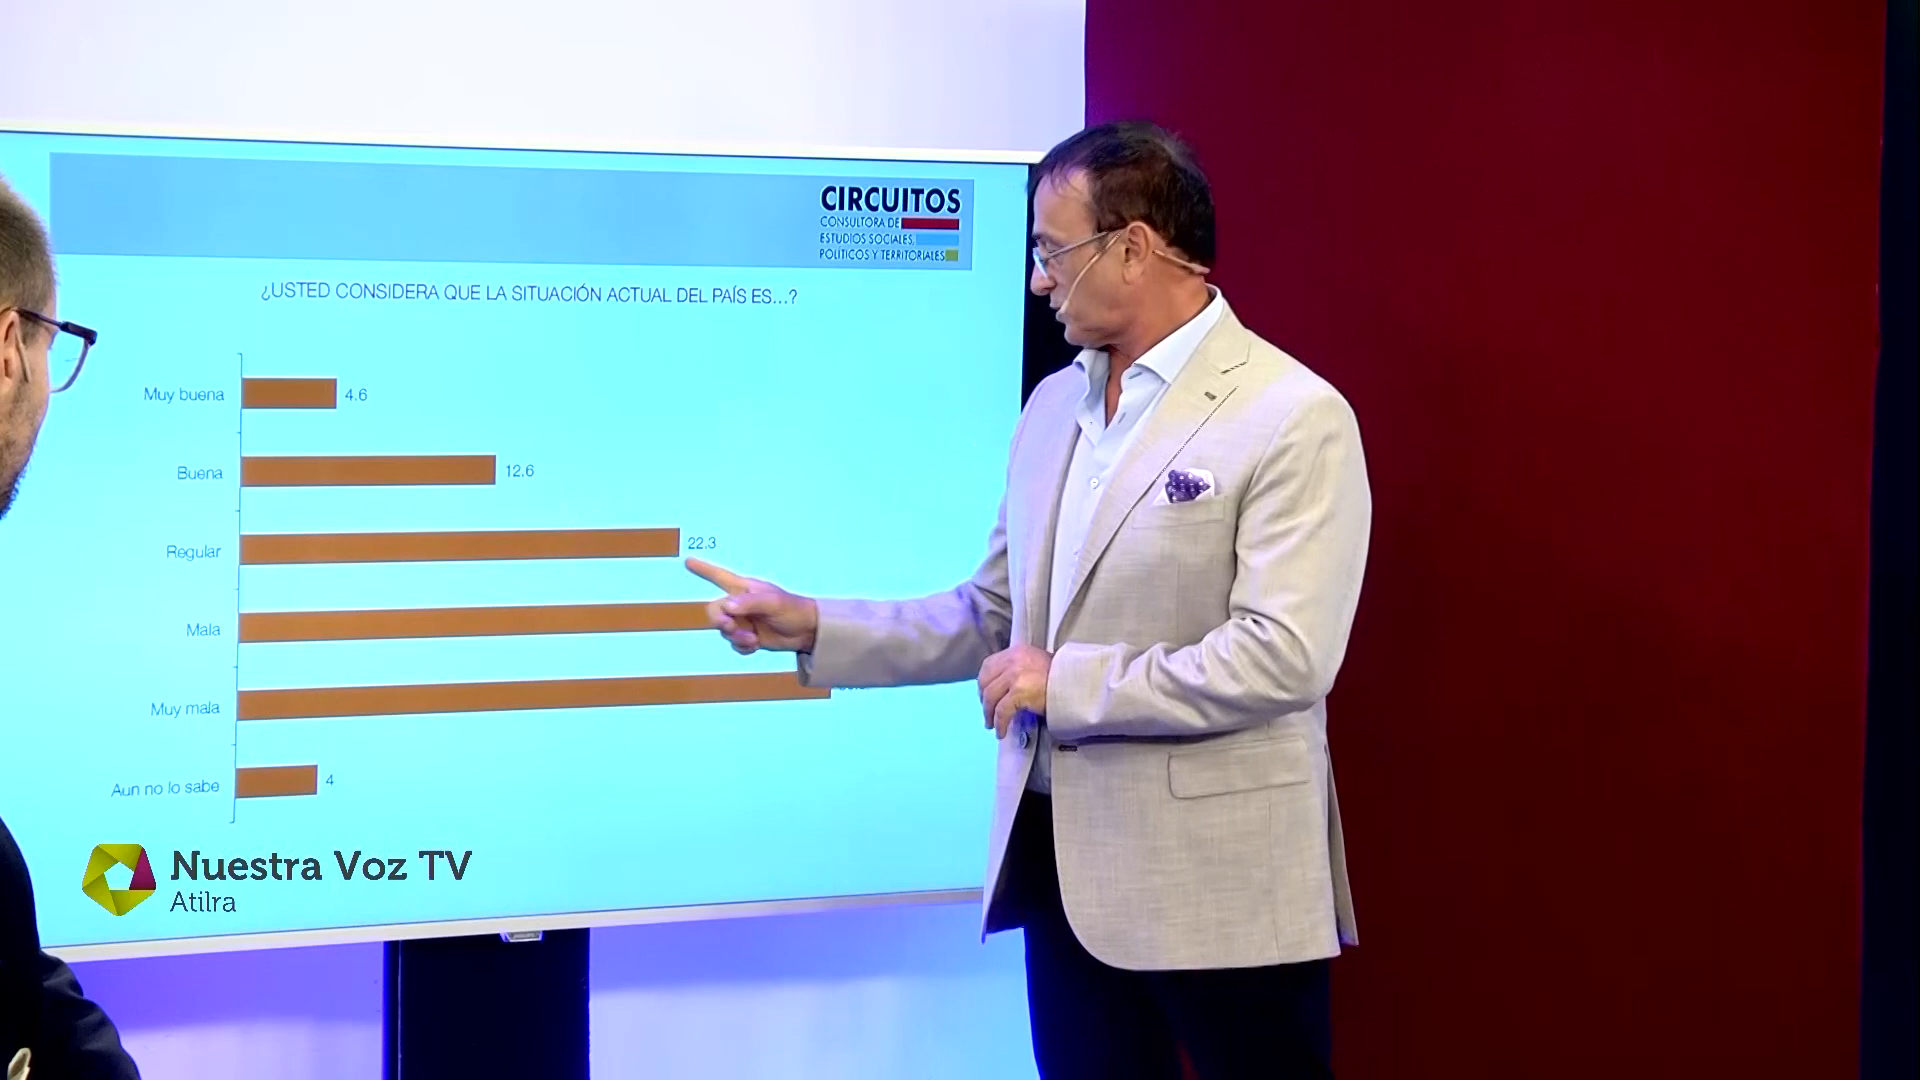 CIRCUITOS
CONSULTORA DE
ESTUDIOS SOCIALES,
POLÍTICOS Y TERRITORIALES
¿USTED CONSIDERA QUE LA SITUACIÓN ACTUAL DEL PAÍS ES...?
Muy buena 4.6
Buena 12.6
Regular 22.3
Mala
Muy mala
Aun no lo sabe 4
Nuestra Voz TV
Atilra